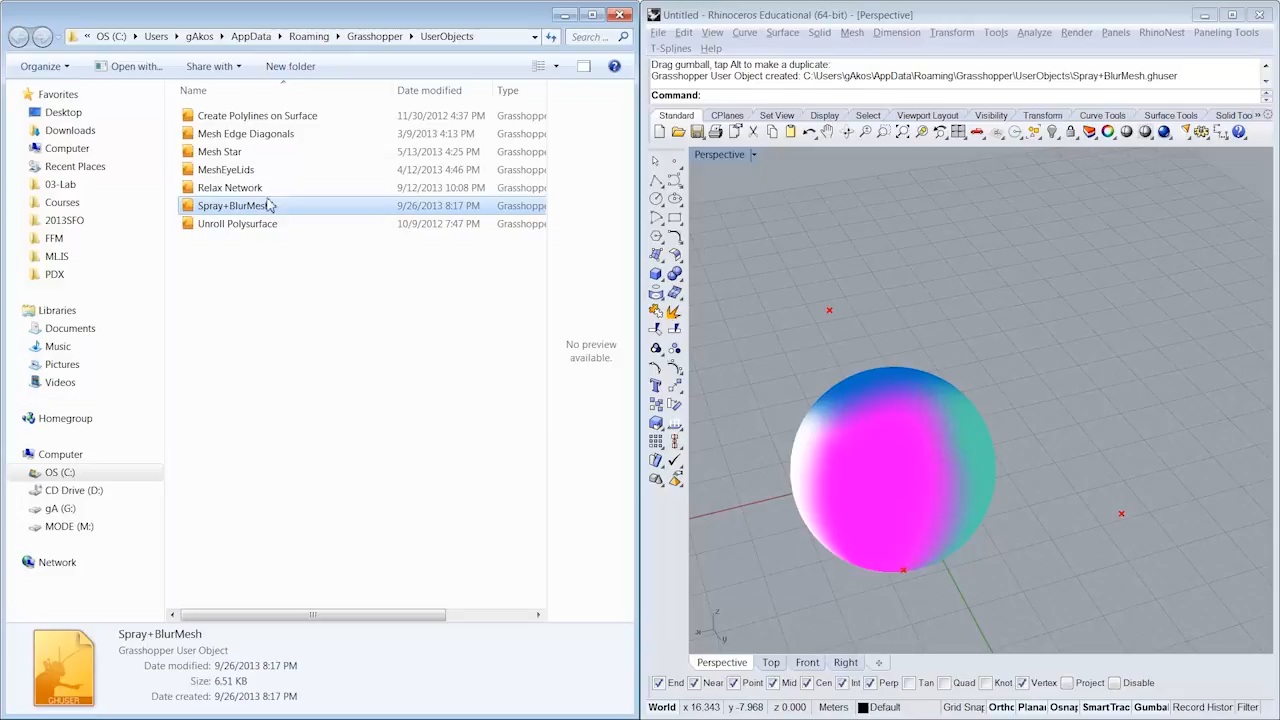 « OS (C:) Users gAkos AppData Roaming Grasshopper UserObjects Search ...
Organize Open with... Share with New folder
Favorites
Desktop
Downloads
Computer
Recent Places
03-Lab
Courses
2013SFO
FFM
MLIS
PDX
Libraries
Documents
Music
Pictures
Videos
Homegroup
Computer
OS (C:)
CD Drive (D:)
gA (G:)
MODE (M:)
Network
Name Date modified Type
Create Polylines on Surface 11/30/2012 4:37 PM Grasshoppe
Mesh Edge Diagonals 3/9/2013 4:13 PM Grasshoppe
Mesh Star 5/13/2013 4:25 PM Grasshoppe
MeshEyeLids 4/12/2013 4:46 PM Grasshoppe
Relax Network 9/12/2013 10:08 PM Grasshoppe
Spray+BlurMesh 9/26/2013 8:17 PM Grasshoppe
Unroll Polysurface 10/9/2012 7:47 PM Grasshoppe
No preview
available.
GHUSER
Spray+BlurMesh
Grasshopper User Object
Date modified: 9/26/2013 8:17 PM
Size: 6.51 KB
Date created: 9/26/2013 8:17 PM
Untitled - Rhinoceros Educational (64-bit) - [Perspective]
File Edit View Curve Surface Solid Mesh Dimension Transform Tools Analyze Render Panels RhinoNest Paneling Tools
T-Splines Help
Drag gumball, tap Alt to make a duplicate:
Grasshopper User Object created: C:\Users\gAkos\AppData\Roaming\Grasshopper\UserObjects\Spray+BlurMesh.ghuser
Command:
Standard CPlanes Set View Display Select Viewport Layout Visibility Transform Curve Tools Surface Tools Solid Too »
Perspective
z
x
y
Perspective Top Front Right
End Near Point Mid Cen Int Perp Tan Quad Knot Vertex Project Disable
World x 16.343 y -7.968 z 0.000 Meters Default Grid Snap Ortho Planar Osnap SmartTrac Gumbal Record Histor Filter